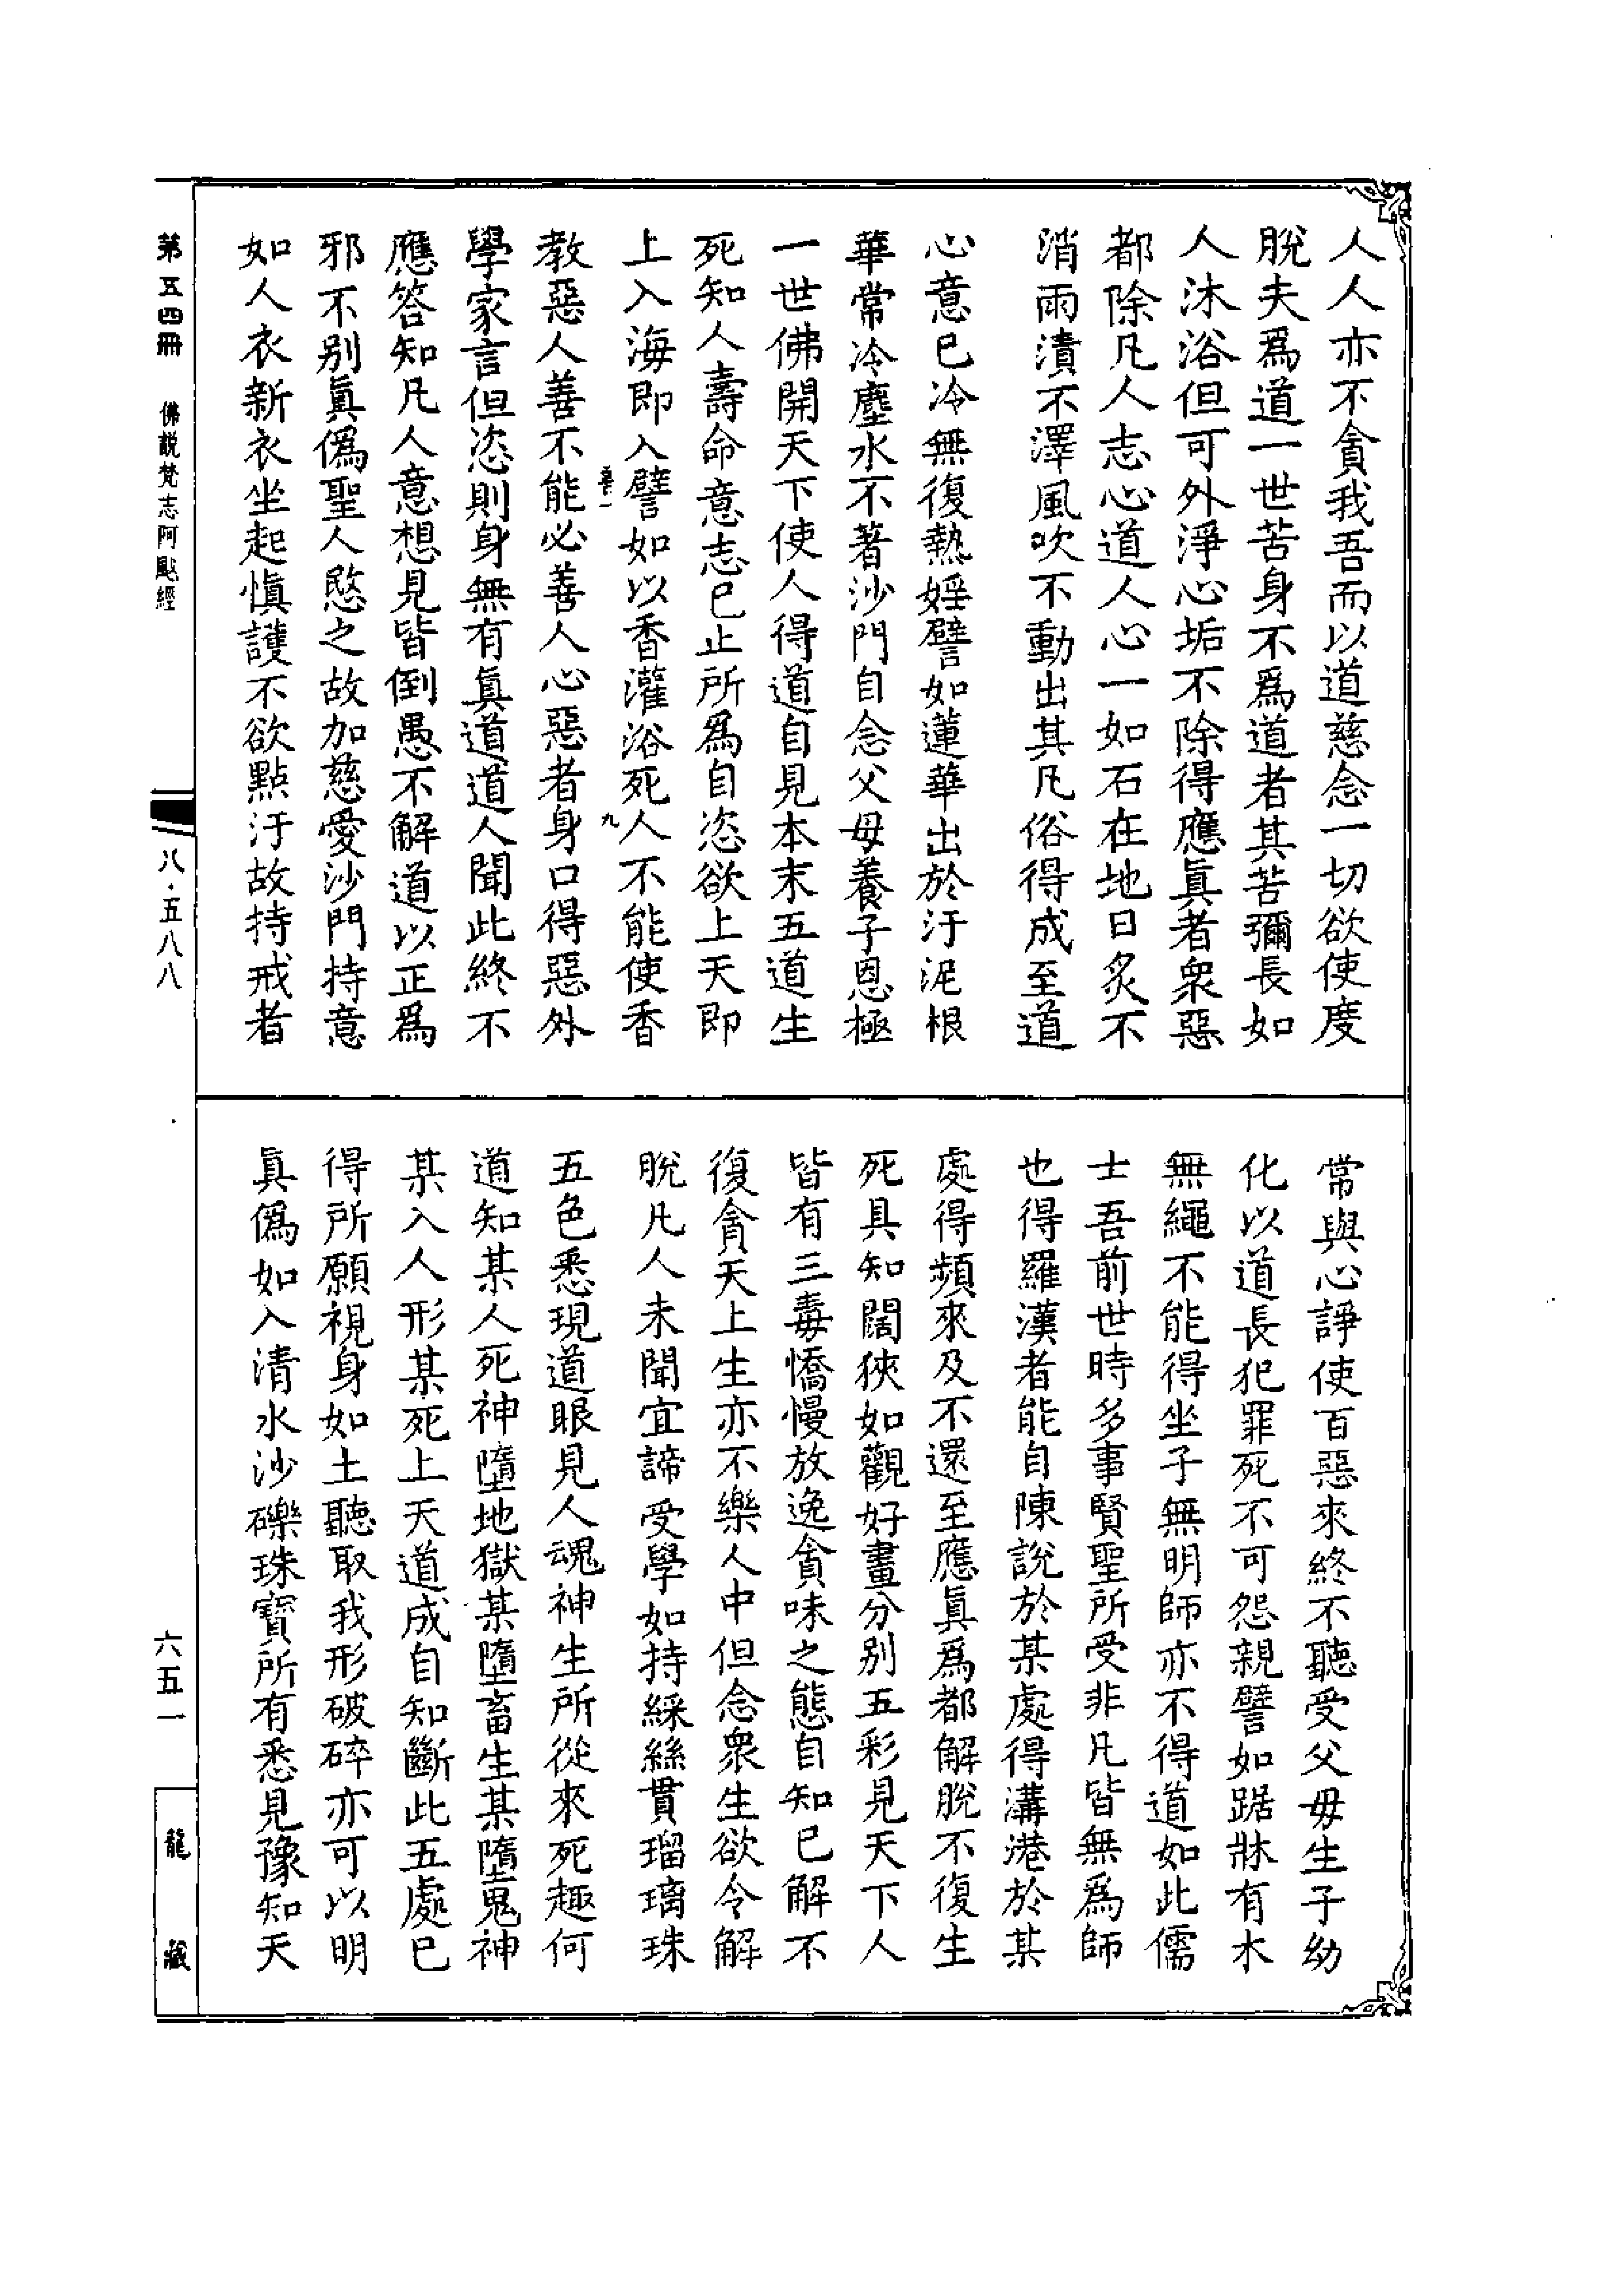 人人亦不貪我吾而以道慈念一切欲使度
脫夫爲道一世苦身不爲道者其苦彌長如
人沐浴但可外淨心垢不除得應眞者衆惡
都除凡人志心道人心一如石在地日炙不
消雨漬不澤風吹不動出其凡俗得成至道
心意已冷無復熱婬譬如蓮華出於汙泥根
華常冷塵水不著沙門自念父母養子恩極
一世佛開天下使人得道自見本末五道生
死知人壽命意志已止所爲自恣欲上天即
上入海即入譬如以香灌浴死人不能使香
九
教惡人善不能必善人心惡者身口得惡外
學家言但恣則身無有眞道道人聞此終不
應答知凡人意想見皆倒愚不解道以正爲
邪不別眞僞聖人愍之故加慈愛沙門持意
如人衣新衣坐起愼護不欲點汙故持戒者
常與心諍使百惡來終不聽受父母生子幼
化以道長犯罪死不可怨親譬如踞牀有木
無繩不能得坐子無明師亦不得道如此儒
士吾前世時多事賢聖所受非凡皆無爲師
也得羅漢者能自陳說於某處得溝港於某
處得頻來及不還至應眞爲都解脫不復生
死具知闊狹如觀好畫分別五彩見天下人
皆有三毒憍慢放逸貪味之態自知已解不
復貪天上生亦不樂人中但念衆生欲令解
脫凡人未聞宜諦受學如持綵絲貫瑠璃珠
五色悉現道眼見人魂神生所從來死趣何
道知某人死神墮地獄某墮畜生某墮鬼神
某入人形某死上天道成自知斷此五處已
得所願視身如土聽取我形破碎亦可以明
眞僞如入清水沙礫珠寶所有悉見豫知天
第五四冊 佛說梵志阿颰經
八·五八八
六五一
龍藏